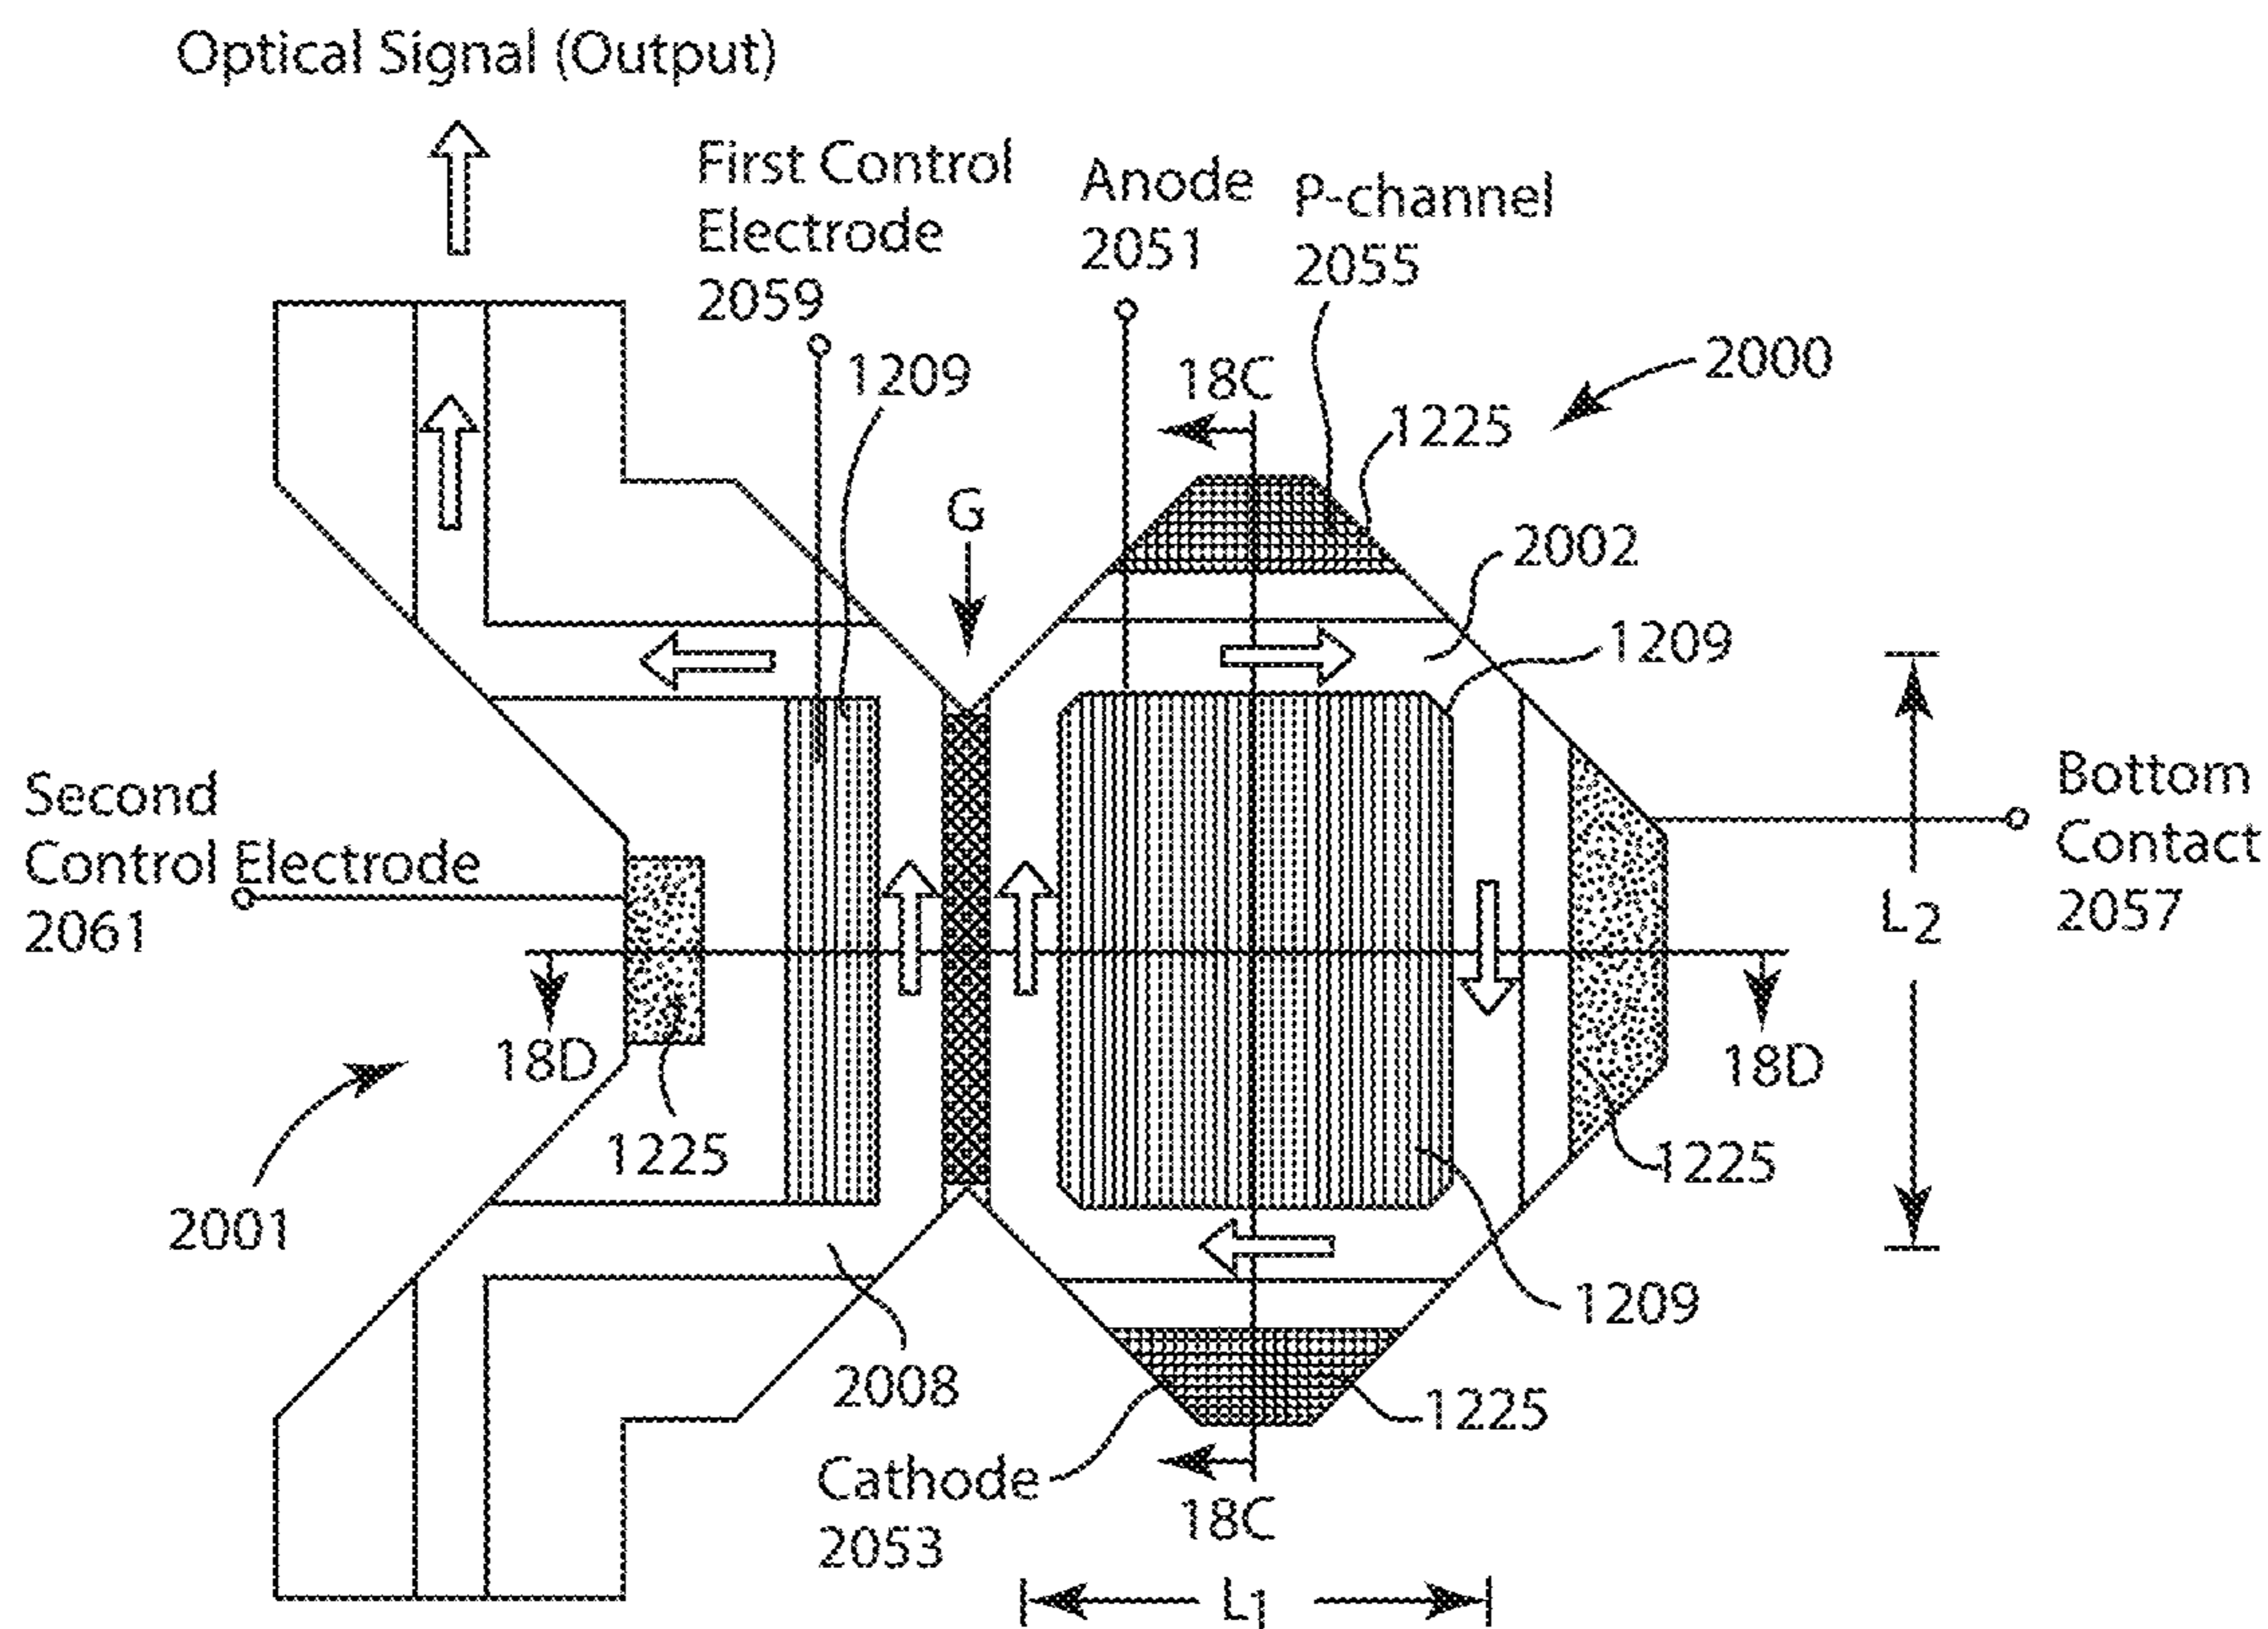 Optical Signal (Output)
First Control
Electrode
2059
Anode
2051
P-channel
2055
1209
18C
2000
1225
G
2002
1209
Second
Control Electrode
2061
Bottom
Contact
2057
L2
18D
18D
1225
1225
2001
1209
2008
1225
Cathode
2053
18C
L1